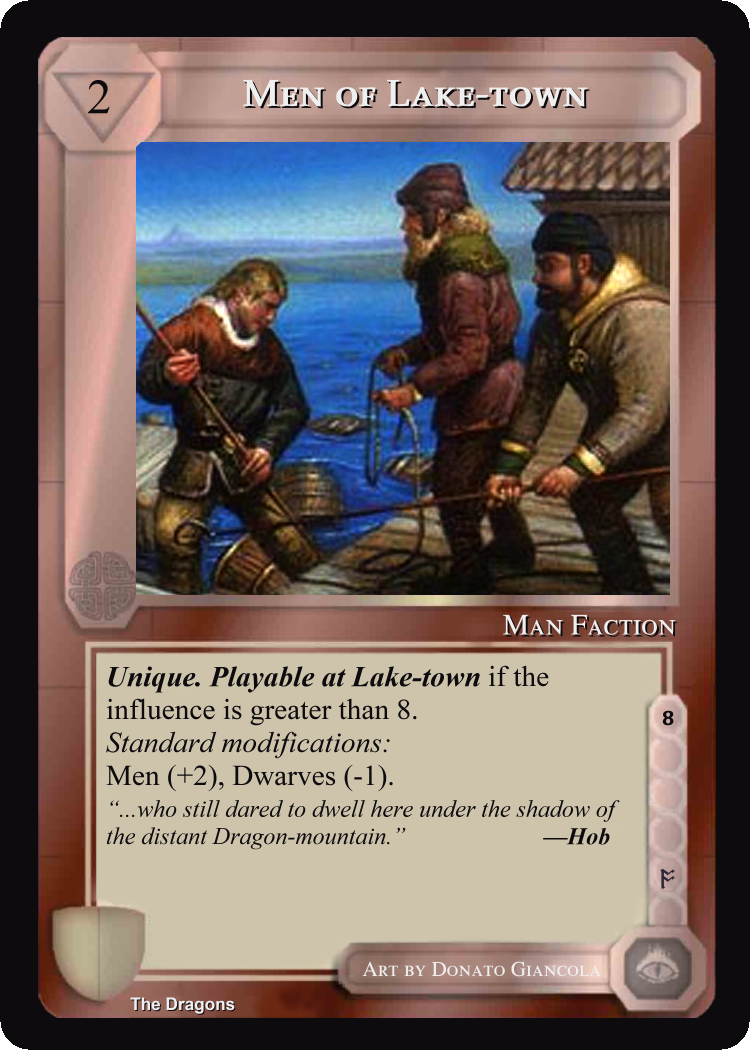 2
Men of Lake-town
Man Faction
Unique. Playable at Lake-town if the
influence is greater than 8.
Standard modifications:
Men (+2), Dwarves (-1).
“...who still dared to dwell here under the shadow of
the distant Dragon-mountain.” —Hob
8
ᚩ
Art by Donato Giancola
The Dragons